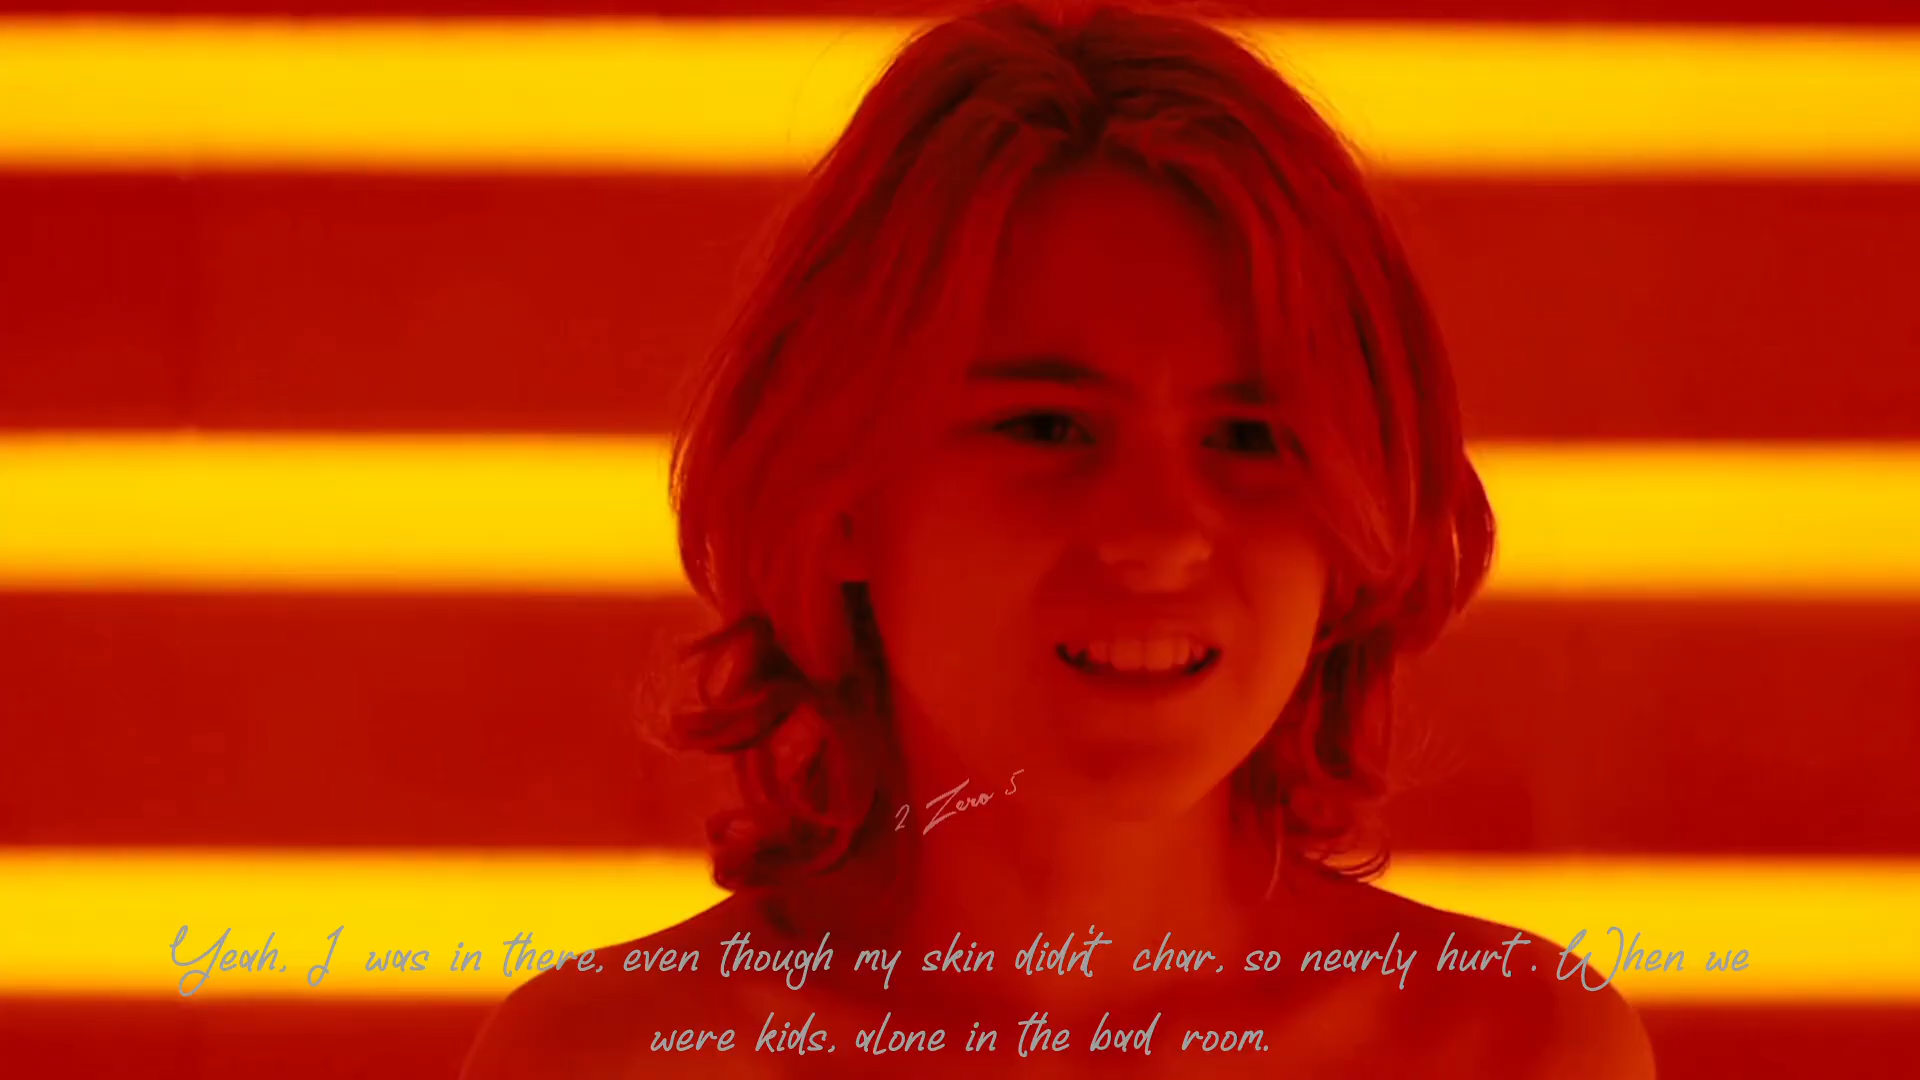 2 Zero 5
Yeah, I was in there, even though my skin didn't char, so nearly hurt. When we
were kids, alone in the bad room.